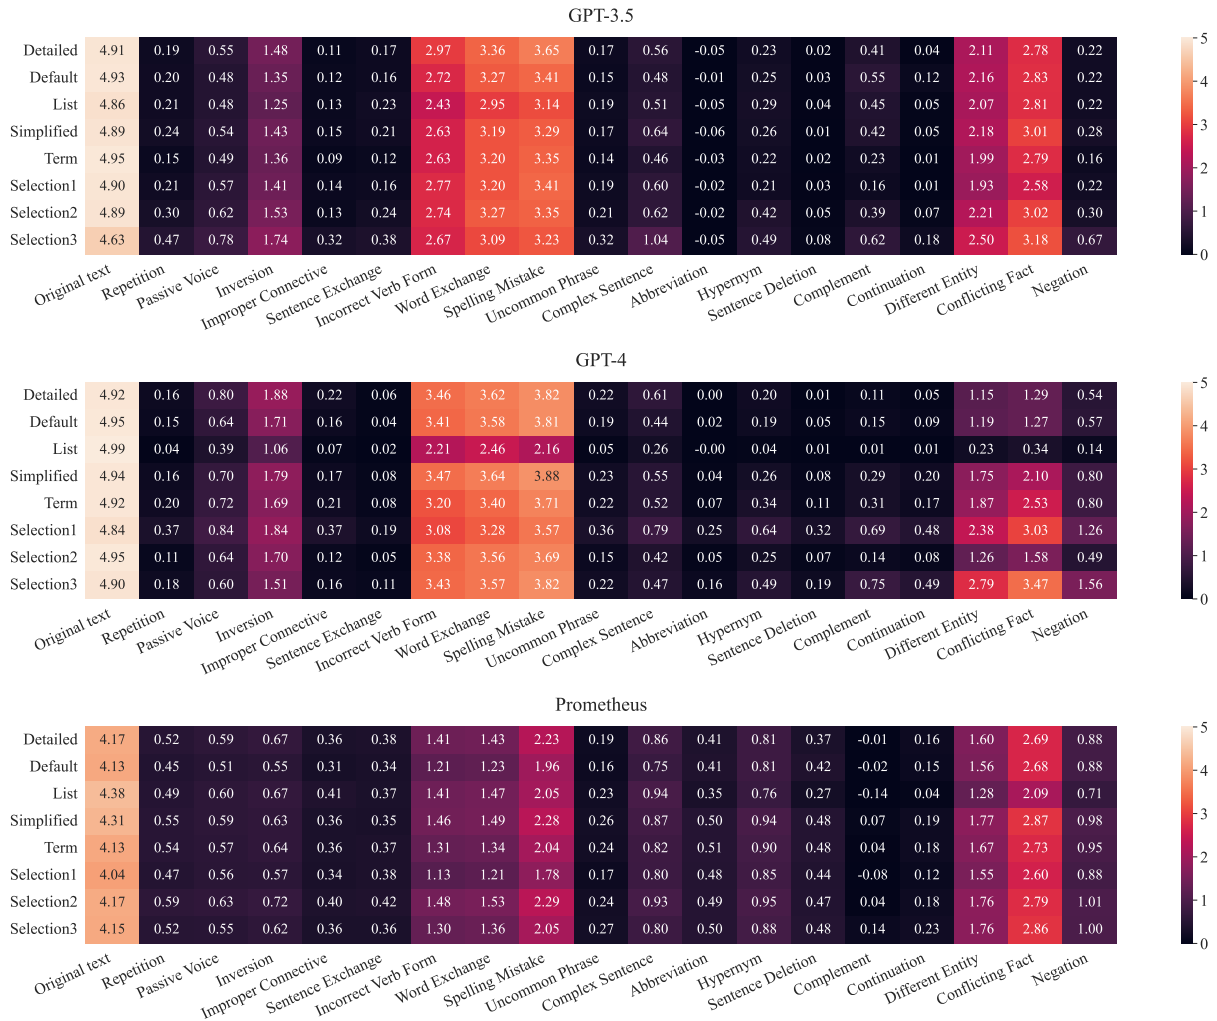 GPT-3.5
Detailed 4.91 0.19 0.55 1.48 0.11 0.17 2.97 3.36 3.65 0.17 0.56 -0.05 0.23 0.02 0.41 0.04 2.11 2.78 0.22
Default 4.93 0.20 0.48 1.35 0.12 0.16 2.72 3.27 3.41 0.15 0.48 -0.01 0.25 0.03 0.55 0.12 2.16 2.83 0.22
List 4.86 0.21 0.48 1.25 0.13 0.23 2.43 2.95 3.14 0.19 0.51 -0.05 0.29 0.04 0.45 0.05 2.07 2.81 0.22
Simplified 4.89 0.24 0.54 1.43 0.15 0.21 2.63 3.19 3.29 0.17 0.64 -0.06 0.26 0.01 0.42 0.05 2.18 3.01 0.28
Term 4.95 0.15 0.49 1.36 0.09 0.12 2.63 3.20 3.35 0.14 0.46 -0.03 0.22 0.02 0.23 0.01 1.99 2.79 0.16
Selection1 4.90 0.21 0.57 1.41 0.14 0.16 2.77 3.20 3.41 0.19 0.60 -0.02 0.21 0.03 0.16 0.01 1.93 2.58 0.22
Selection2 4.89 0.30 0.62 1.53 0.13 0.24 2.74 3.27 3.35 0.21 0.62 -0.02 0.42 0.05 0.39 0.07 2.21 3.02 0.30
Selection3 4.63 0.47 0.78 1.74 0.32 0.38 2.67 3.09 3.23 0.32 1.04 -0.05 0.49 0.08 0.62 0.18 2.50 3.18 0.67
Original text Repetition Passive Voice Inversion Improper Connective Sentence Exchange Incorrect Verb Form Word Exchange Spelling Mistake Uncommon Phrase Complex Sentence Abbreviation Hypernym Sentence Deletion Complement Continuation Different Entity Conflicting Fact Negation
5
4
3
2
1
0
GPT-4
Detailed 4.92 0.16 0.80 1.88 0.22 0.06 3.46 3.62 3.82 0.22 0.61 0.00 0.20 0.01 0.11 0.05 1.15 1.29 0.54
Default 4.95 0.15 0.64 1.71 0.16 0.04 3.41 3.58 3.81 0.19 0.44 0.02 0.19 0.05 0.15 0.09 1.19 1.27 0.57
List 4.99 0.04 0.39 1.06 0.07 0.02 2.21 2.46 2.16 0.05 0.26 -0.00 0.04 0.01 0.01 0.01 0.23 0.34 0.14
Simplified 4.94 0.16 0.70 1.79 0.17 0.08 3.47 3.64 3.88 0.23 0.55 0.04 0.26 0.08 0.29 0.20 1.75 2.10 0.80
Term 4.92 0.20 0.72 1.69 0.21 0.08 3.20 3.40 3.71 0.22 0.52 0.07 0.34 0.11 0.31 0.17 1.87 2.53 0.80
Selection1 4.84 0.37 0.84 1.84 0.37 0.19 3.08 3.28 3.57 0.36 0.79 0.25 0.64 0.32 0.69 0.48 2.38 3.03 1.26
Selection2 4.95 0.11 0.64 1.70 0.12 0.05 3.38 3.56 3.69 0.15 0.42 0.05 0.25 0.07 0.14 0.08 1.26 1.58 0.49
Selection3 4.90 0.18 0.60 1.51 0.16 0.11 3.43 3.57 3.82 0.22 0.47 0.16 0.49 0.19 0.75 0.49 2.79 3.47 1.56
Original text Repetition Passive Voice Inversion Improper Connective Sentence Exchange Incorrect Verb Form Word Exchange Spelling Mistake Uncommon Phrase Complex Sentence Abbreviation Hypernym Sentence Deletion Complement Continuation Different Entity Conflicting Fact Negation
5
4
3
2
1
0
Prometheus
Detailed 4.17 0.52 0.59 0.67 0.36 0.38 1.41 1.43 2.23 0.19 0.86 0.41 0.81 0.37 -0.01 0.16 1.60 2.69 0.88
Default 4.13 0.45 0.51 0.55 0.31 0.34 1.21 1.23 1.96 0.16 0.75 0.41 0.81 0.42 -0.02 0.15 1.56 2.68 0.88
List 4.38 0.49 0.60 0.67 0.41 0.37 1.41 1.47 2.05 0.23 0.94 0.35 0.76 0.27 -0.14 0.04 1.28 2.09 0.71
Simplified 4.31 0.55 0.59 0.63 0.36 0.35 1.46 1.49 2.28 0.26 0.87 0.50 0.94 0.48 0.07 0.19 1.77 2.87 0.98
Term 4.13 0.54 0.57 0.64 0.36 0.37 1.31 1.34 2.04 0.24 0.82 0.51 0.90 0.48 0.04 0.18 1.67 2.73 0.95
Selection1 4.04 0.47 0.56 0.57 0.34 0.38 1.13 1.21 1.78 0.17 0.80 0.48 0.85 0.44 -0.08 0.12 1.55 2.60 0.88
Selection2 4.17 0.59 0.63 0.72 0.40 0.42 1.48 1.53 2.29 0.24 0.93 0.49 0.95 0.47 0.04 0.18 1.76 2.79 1.01
Selection3 4.15 0.52 0.55 0.62 0.36 0.36 1.30 1.36 2.05 0.27 0.80 0.50 0.88 0.48 0.14 0.23 1.76 2.86 1.00
Original text Repetition Passive Voice Inversion Improper Connective Sentence Exchange Incorrect Verb Form Word Exchange Spelling Mistake Uncommon Phrase Complex Sentence Abbreviation Hypernym Sentence Deletion Complement Continuation Different Entity Conflicting Fact Negation
5
4
3
2
1
0